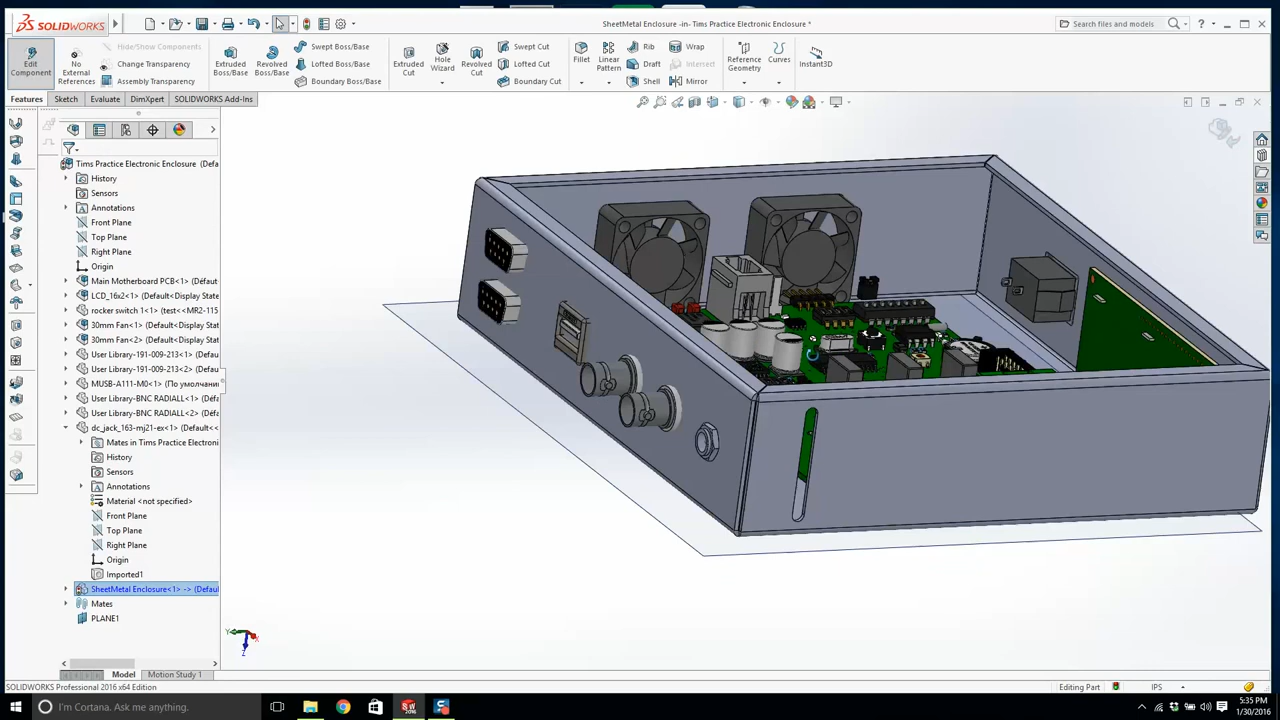 SOLIDWORKS
SheetMetal Enclosure -in- Tims Practice Electronic Enclosure *
Search files and models
Edit Component
No External References
Hide/Show Components
Change Transparency
Assembly Transparency
Extruded Boss/Base
Revolved Boss/Base
Swept Boss/Base
Lofted Boss/Base
Boundary Boss/Base
Extruded Cut
Hole Wizard
Revolved Cut
Swept Cut
Lofted Cut
Boundary Cut
Fillet
Linear Pattern
Rib
Draft
Shell
Wrap
Intersect
Mirror
Reference Geometry
Curves
Instant3D
Features
Sketch
Evaluate
DimXpert
SOLIDWORKS Add-Ins
Tims Practice Electronic Enclosure (Defa
History
Sensors
Annotations
Front Plane
Top Plane
Right Plane
Origin
Main Motherboard PCB<1> (Défaut
LCD_16x2<1> (Default<Display State
rocker switch 1<1> (test<<MR2-115
30mm Fan<1> (Default<Display State
30mm Fan<2> (Default<Display State
User Library-191-009-213<1> (Defau
User Library-191-009-213<2> (Defau
MUSB-A111-M0<1> (По умолчани
User Library-BNC RADIALL<1> (Def
User Library-BNC RADIALL<2> (Def
dc_jack_163-mj21-ex<1> (Default<<
Mates in Tims Practice Electroni
History
Sensors
Annotations
Material <not specified>
Front Plane
Top Plane
Right Plane
Origin
Imported1
SheetMetal Enclosure<1> -> (Defaul
Mates
PLANE1
Y
X
Z
Model
Motion Study 1
SOLIDWORKS Professional 2016 x64 Edition
Editing Part
IPS
I'm Cortana. Ask me anything.
5:35 PM
1/30/2016